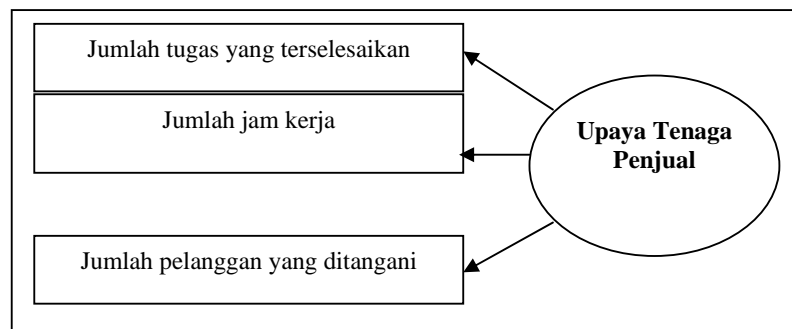 Jumlah tugas yang terselesaikan
Jumlah jam kerja
Upaya Tenaga
Penjual
Jumlah pelanggan yang ditangani